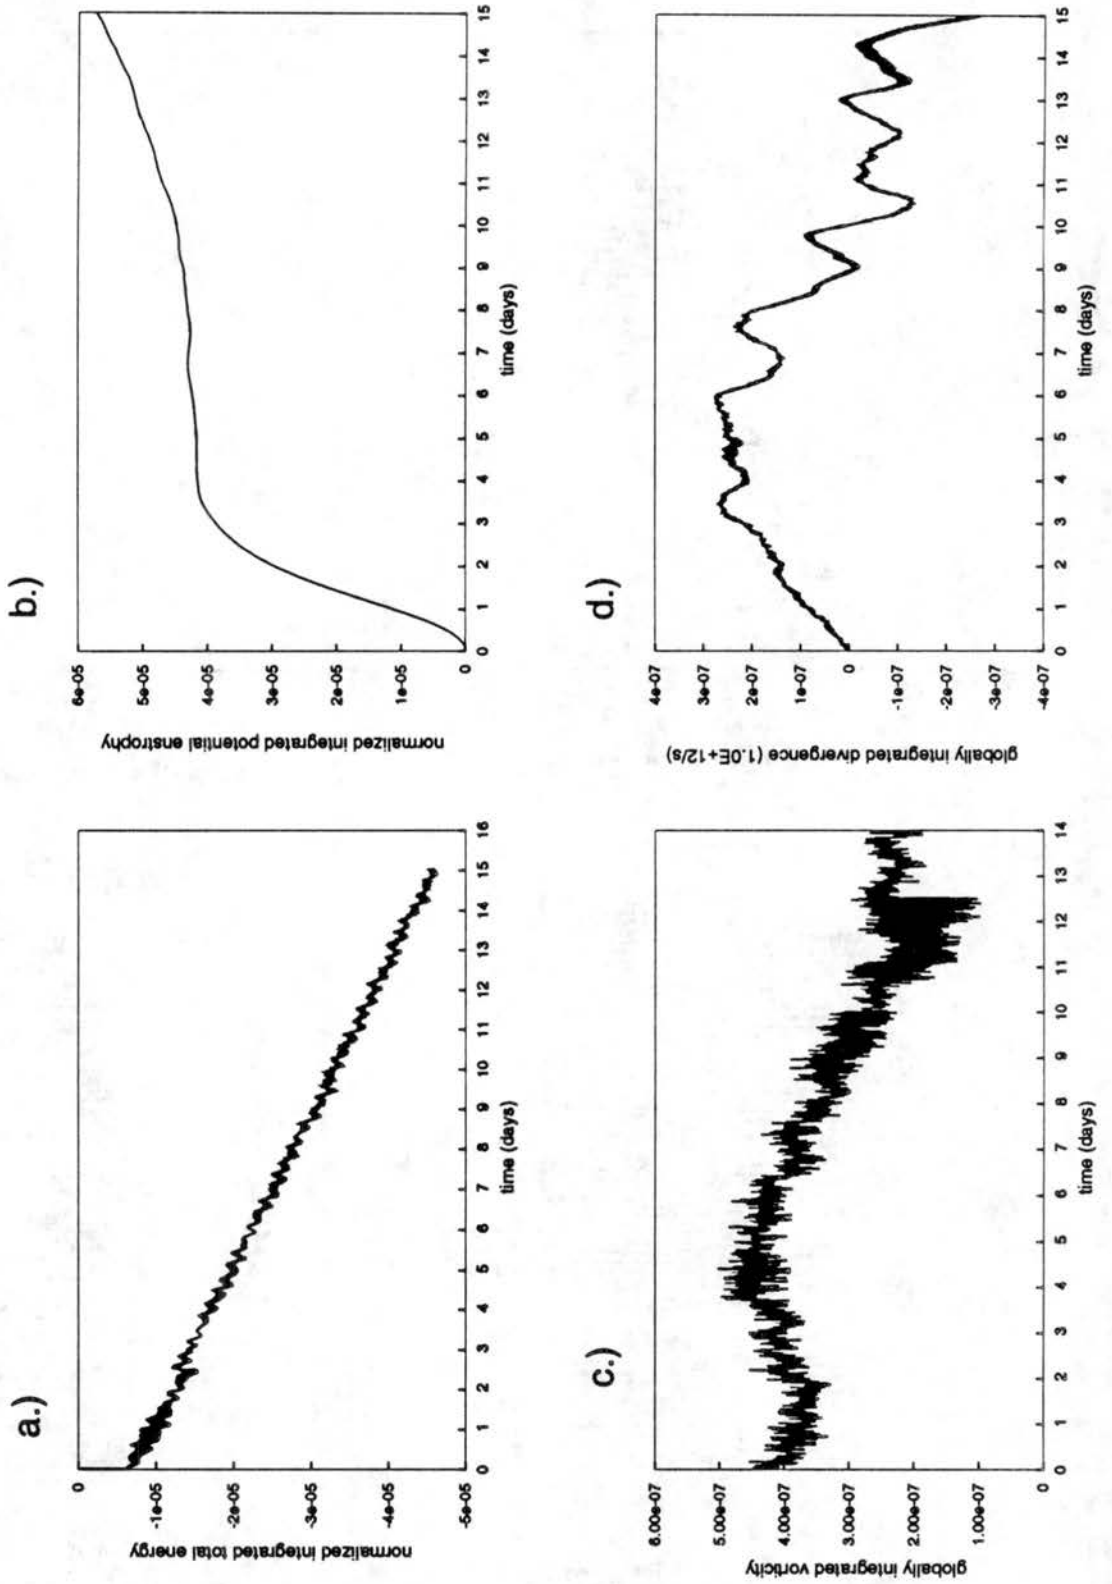 a.)
normalized integrated total energy
0
-1e-05
-2e-05
-3e-05
-4e-05
-5e-05
0 1 2 3 4 5 6 7 8 9 10 11 12 13 14 15 16
time (days)
b.)
normalized integrated potential enstrophy
6e-05
5e-05
4e-05
3e-05
2e-05
1e-05
0
0 1 2 3 4 5 6 7 8 9 10 11 12 13 14 15
time (days)
c.)
globally integrated vorticity
6.00e-07
5.00e-07
4.00e-07
3.00e-07
2.00e-07
1.00e-07
0
0 1 2 3 4 5 6 7 8 9 10 11 12 13 14
time (days)
d.)
globally integrated divergence (1.0E+12/s)
4e-07
3e-07
2e-07
1e-07
0
-1e-07
-2e-07
-3e-07
-4e-07
0 1 2 3 4 5 6 7 8 9 10 11 12 13 14 15
time (days)